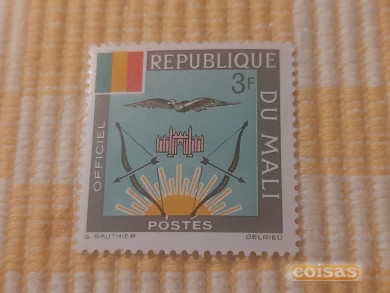 REPUBLIQUE
DU MALI
3F
OFFICIEL
POSTES
S. GAUTHIER
DELRIEU
coisas